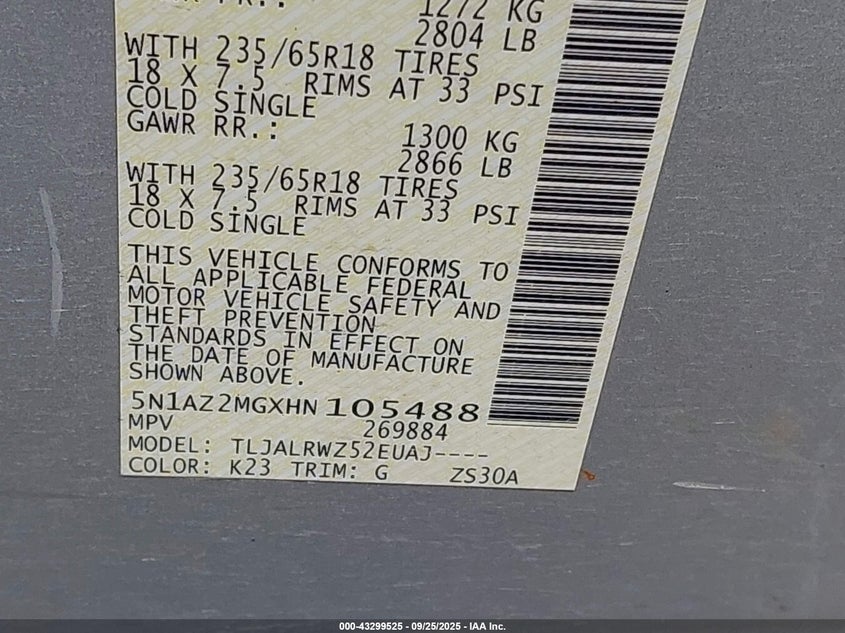 1272 KG
2804 LB
WITH 235/65R18 TIRES
18 X 7.5 RIMS AT 33 PSI
COLD SINGLE
GAWR RR.: 1300 KG
2866 LB
WITH 235/65R18 TIRES
18 X 7.5 RIMS AT 33 PSI
COLD SINGLE
THIS VEHICLE CONFORMS TO
ALL APPLICABLE FEDERAL
MOTOR VEHICLE SAFETY AND
THEFT PREVENTION
STANDARDS IN EFFECT ON
THE DATE OF MANUFACTURE
SHOWN ABOVE.
5N1AZ2MGXHN105488
MPV 269884
MODEL: TLJALRWZ52EUAJ----
COLOR: K23 TRIM: G ZS30A
000-43299525 - 09/25/2025 - IAA Inc.